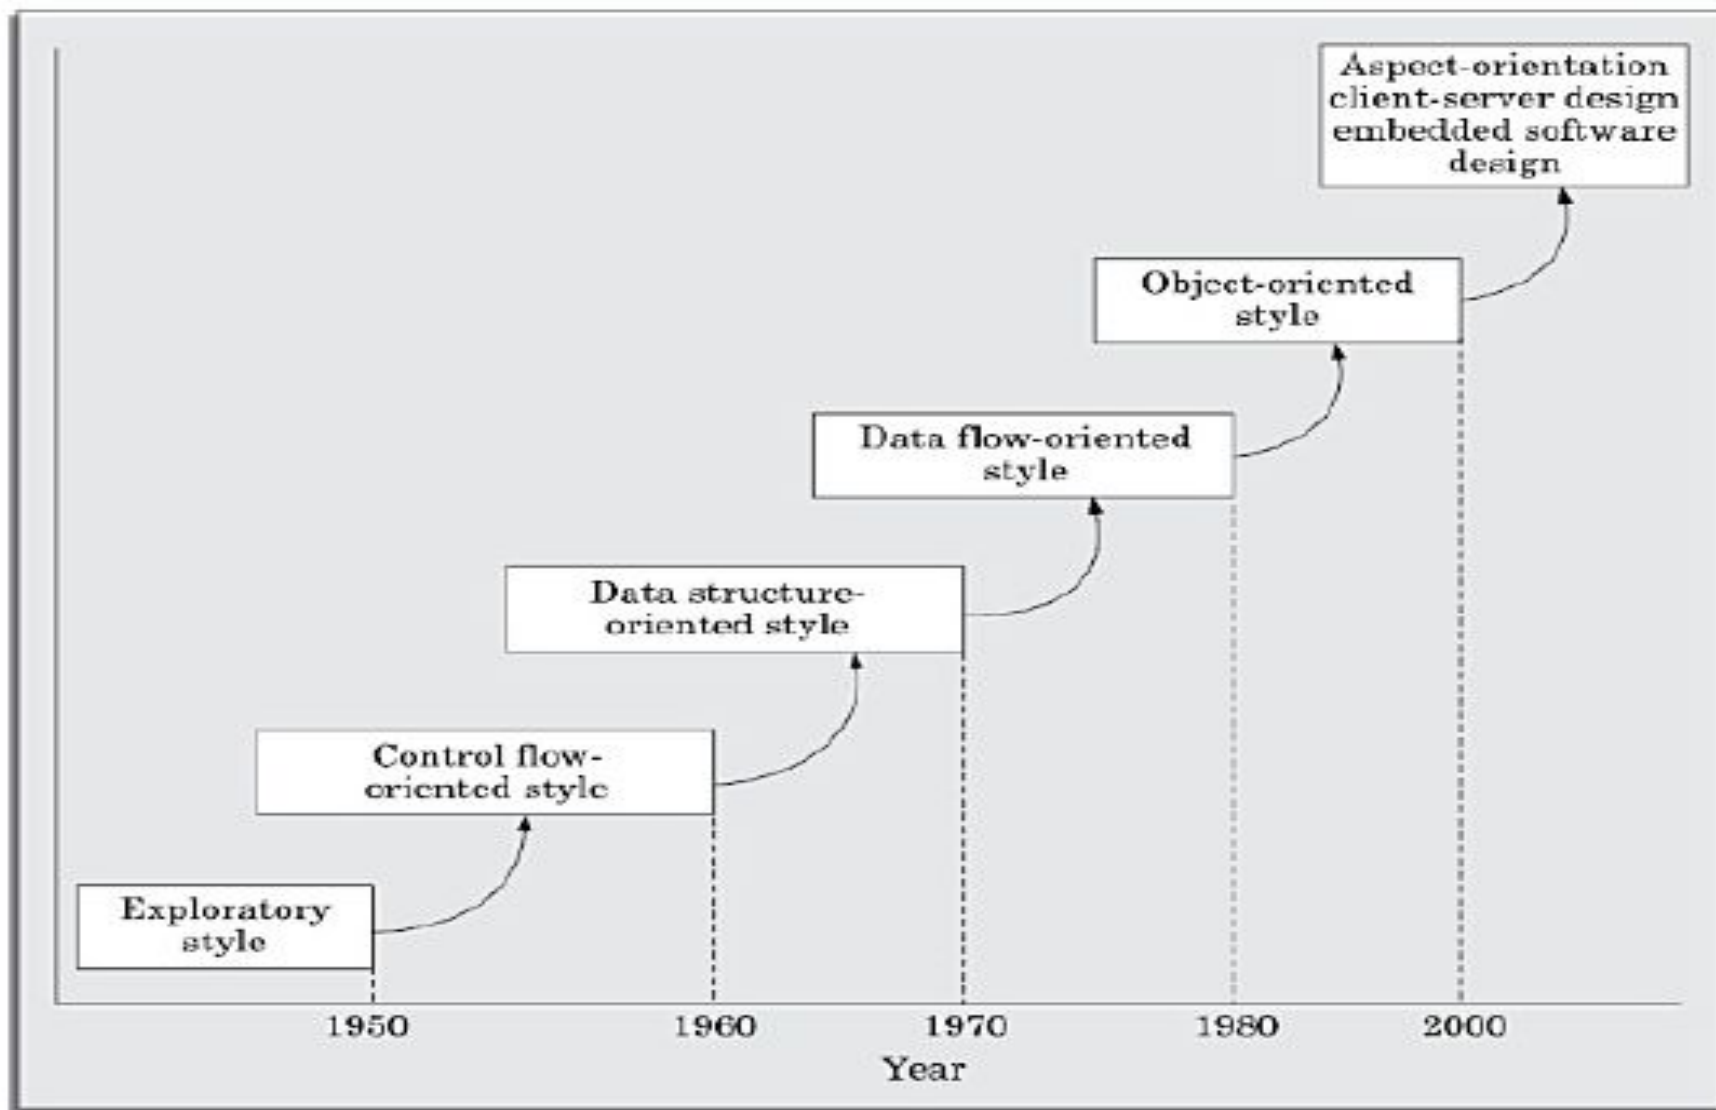 Aspect-orientation
client-server design
embedded software
design
Object-oriented
style
Data flow-oriented
style
Data structure-
oriented style
Control flow-
oriented style
Exploratory
style
1950 1960 1970 1980 2000
Year